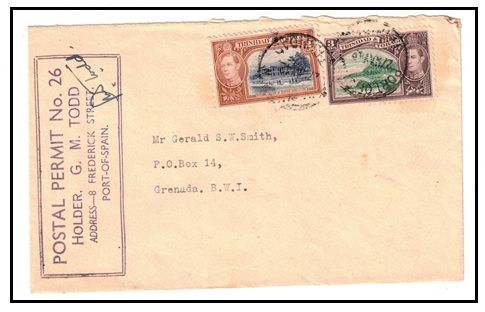 POSTAL PERMIT No. 26
HOLDER. G. M. TODD
ADDRESS—8 FREDERICK STREET
PORT-OF-SPAIN.
TRINIDAD &
TRINIDAD & TOBAGO
Mr Gerald S.W.Smith,
P.O.Box 14,
Grenada. B.W.I.